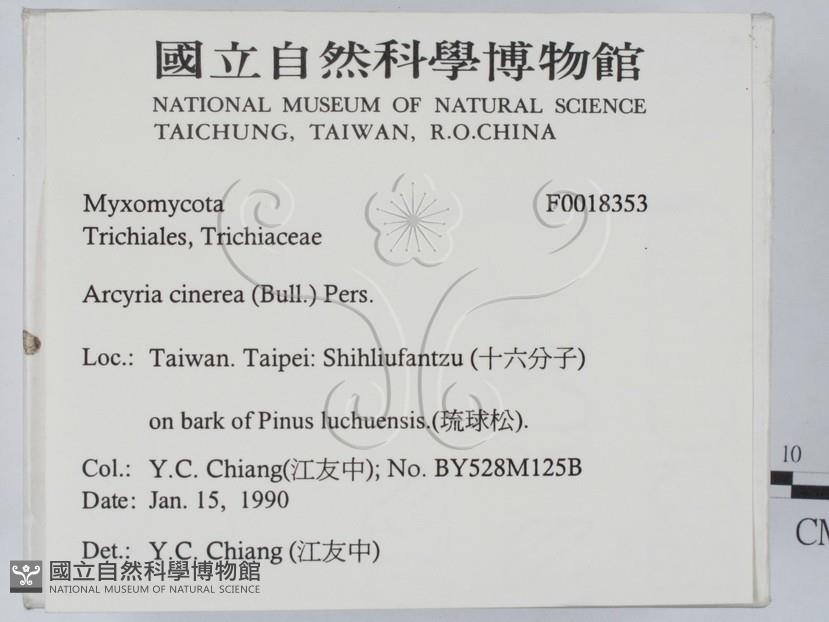 國立自然科學博物館
NATIONAL MUSEUM OF NATURAL SCIENCE
TAICHUNG, TAIWAN, R.O.CHINA
Myxomycota F0018353
Trichiales, Trichiaceae
Arcyria cinerea (Bull.) Pers.
Loc.: Taiwan. Taipei: Shihliufantzu (十六分子)
on bark of Pinus luchuensis.(琉球松).
Col.: Y.C. Chiang(江友中); No. BY528M125B
Date: Jan. 15, 1990
Det.: Y.C. Chiang (江友中)
國立自然科學博物館
NATIONAL MUSEUM OF NATURAL SCIENCE
10
CM